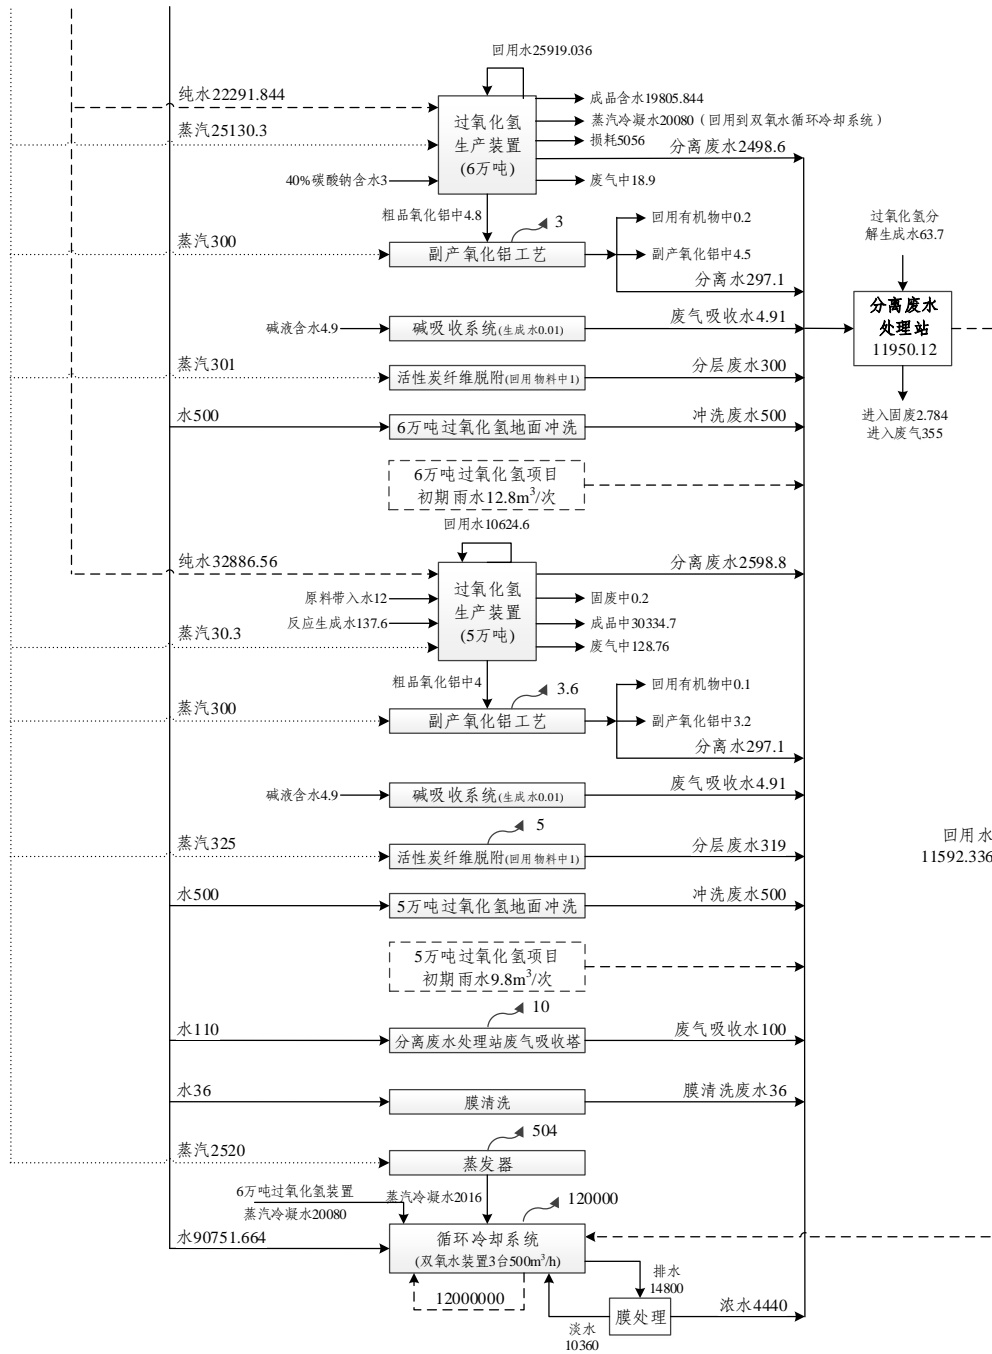 回用水25919.036
纯水22291.844
蒸汽25130.3
40%碳酸钠含水3
过氧化氢
生产装置
(6万吨)
成品含水19805.844
蒸汽冷凝水20080（回用到双氧水循环冷却系统）
损耗5056
分离废水2498.6
废气中18.9
粗品氧化铝中4.8
3
蒸汽300
副产氧化铝工艺
回用有机物中0.2
副产氧化铝中4.5
分离水297.1
过氧化氢分
解生成水63.7
碱液含水4.9
碱吸收系统(生成水0.01)
废气吸收水4.91
分离废水
处理站
11950.12
蒸汽301
活性炭纤维脱附(回用物料中1)
分层废水300
进入固废2.784
进入废气355
水500
6万吨过氧化氢地面冲洗
冲洗废水500
6万吨过氧化氢项目
初期雨水12.8m³/次
回用水10624.6
纯水32886.56
原料带入水12
反应生成水137.6
蒸汽30.3
过氧化氢
生产装置
(5万吨)
分离废水2598.8
固废中0.2
成品中30334.7
废气中128.76
粗品氧化铝中4
3.6
蒸汽300
副产氧化铝工艺
回用有机物中0.1
副产氧化铝中3.2
分离水297.1
碱液含水4.9
碱吸收系统(生成水0.01)
废气吸收水4.91
5
蒸汽325
活性炭纤维脱附(回用物料中1)
分层废水319
回用水
11592.336
水500
5万吨过氧化氢地面冲洗
冲洗废水500
5万吨过氧化氢项目
初期雨水9.8m³/次
10
水110
分离废水处理站废气吸收塔
废气吸收水100
水36
膜清洗
膜清洗废水36
504
蒸汽2520
蒸发器
6万吨过氧化氢装置
蒸汽冷凝水20080
蒸汽冷凝水2016
120000
水90751.664
循环冷却系统
(双氧水装置3台500m³/h)
12000000
排水
14800
膜处理
浓水4440
淡水
10360